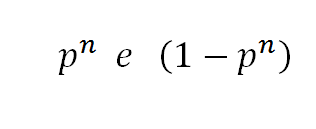 pⁿ e (1 − pⁿ)